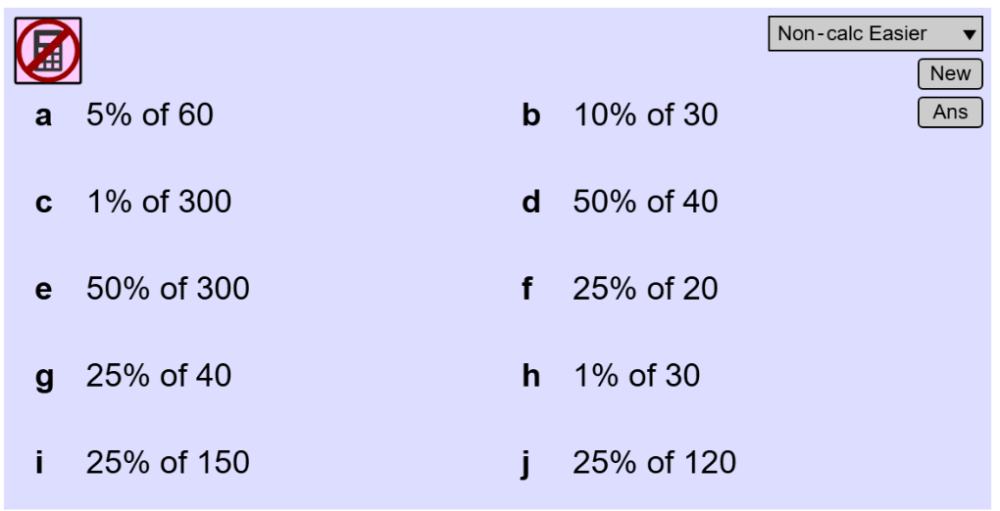 Non-calc Easier
New
Ans
a 5% of 60
b 10% of 30
c 1% of 300
d 50% of 40
e 50% of 300
f 25% of 20
g 25% of 40
h 1% of 30
i 25% of 150
j 25% of 120